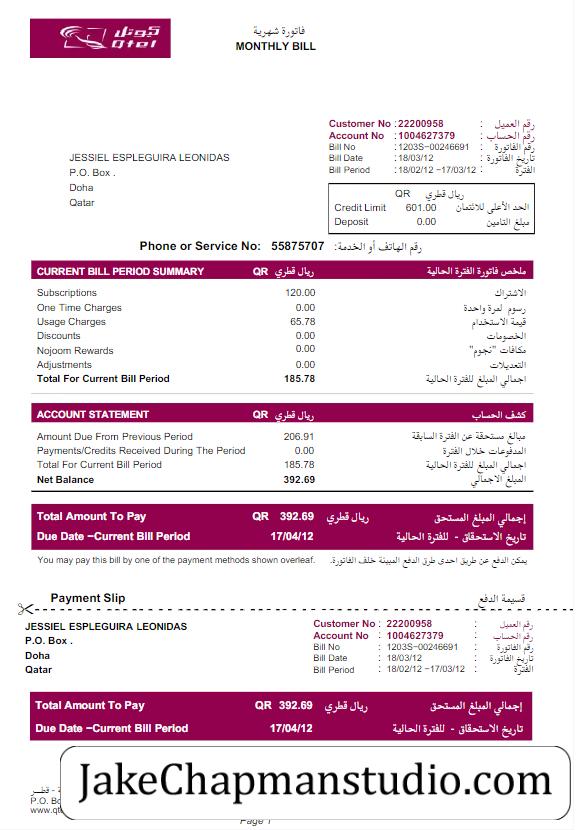 كيوتل
Qtel
فاتورة شهرية
MONTHLY BILL
Customer No : 22200958 : رقم العميل
Account No : 1004627379 : رقم الحساب
Bill No : 1203S-00246691 : رقم الفاتورة
Bill Date : 18/03/12 : تاريخ الفاتورة
Bill Period : 18/02/12 -17/03/12 : الفترة
JESSIEL ESPLEGUIRA LEONIDAS
P.O. Box .
Doha
Qatar
QR ريال قطري
Credit Limit 601.00 الحد الأعلى للائتمان
Deposit 0.00 مبلغ التامين
Phone or Service No: 55875707 رقم الهاتف أو الخدمة:
CURRENT BILL PERIOD SUMMARY QR ريال قطري ملخص فاتورة الفترة الحالية
Subscriptions 120.00 الاشتراك
One Time Charges 0.00 رسوم لمرة واحدة
Usage Charges 65.78 قيمة الاستخدام
Discounts 0.00 الخصومات
Nojoom Rewards 0.00 مكافات "نجوم"
Adjustments 0.00 التعديلات
Total For Current Bill Period 185.78 اجمالي المبلغ للفترة الحالية
ACCOUNT STATEMENT QR ريال قطري كشف الحساب
Amount Due From Previous Period 206.91 مبالغ مستحقة عن الفترة السابقة
Payments/Credits Received During The Period 0.00 المدفوعات خلال الفترة
Total For Current Bill Period 185.78 اجمالي المبلغ للفترة الحالية
Net Balance 392.69 المبلغ الاجمالي
Total Amount To Pay QR 392.69 ريال قطري إجمالي المبلغ المستحق
Due Date -Current Bill Period 17/04/12 تاريخ الاستحقاق - للفترة الحالية
You may pay this bill by one of the payment methods shown overleaf. يمكن الدفع عن طريق احدى طرق الدفع المبينة خلف الفاتورة.
Payment Slip قسيمة الدفع
JESSIEL ESPLEGUIRA LEONIDAS
P.O. Box .
Doha
Qatar
Customer No : 22200958 : رقم العميل
Account No : 1004627379 : رقم الحساب
Bill No : 1203S-00246691 : رقم الفاتورة
Bill Date : 18/03/12 : تاريخ الفاتورة
Bill Period : 18/02/12 -17/03/12 : الفترة
Total Amount To Pay QR 392.69 ريال قطري إجمالي المبلغ المستحق
Due Date -Current Bill Period 17/04/12 تاريخ الاستحقاق - للفترة الحالية
JakeChapmanstudio.com
P.O.
Page 1